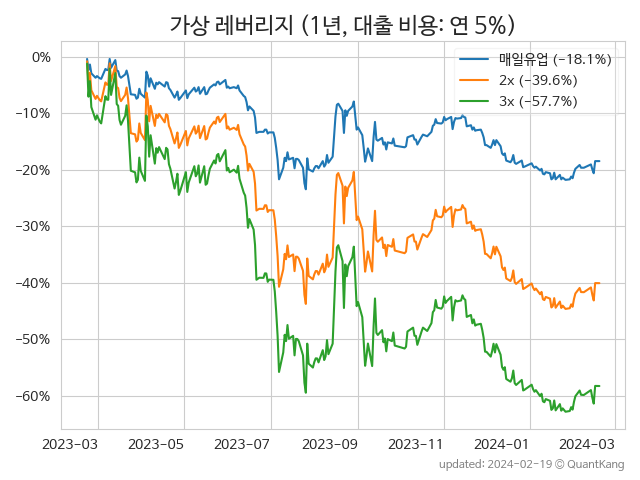 가상 레버리지 (1년, 대출 비용: 연 5%)
매일유업 (−18.1%)
2x (−39.6%)
3x (−57.7%)
0%
−10%
−20%
−30%
−40%
−50%
−60%
2023-03 2023-05 2023-07 2023-09 2023-11 2024-01 2024-03
updated: 2024-02-19 © QuantKang